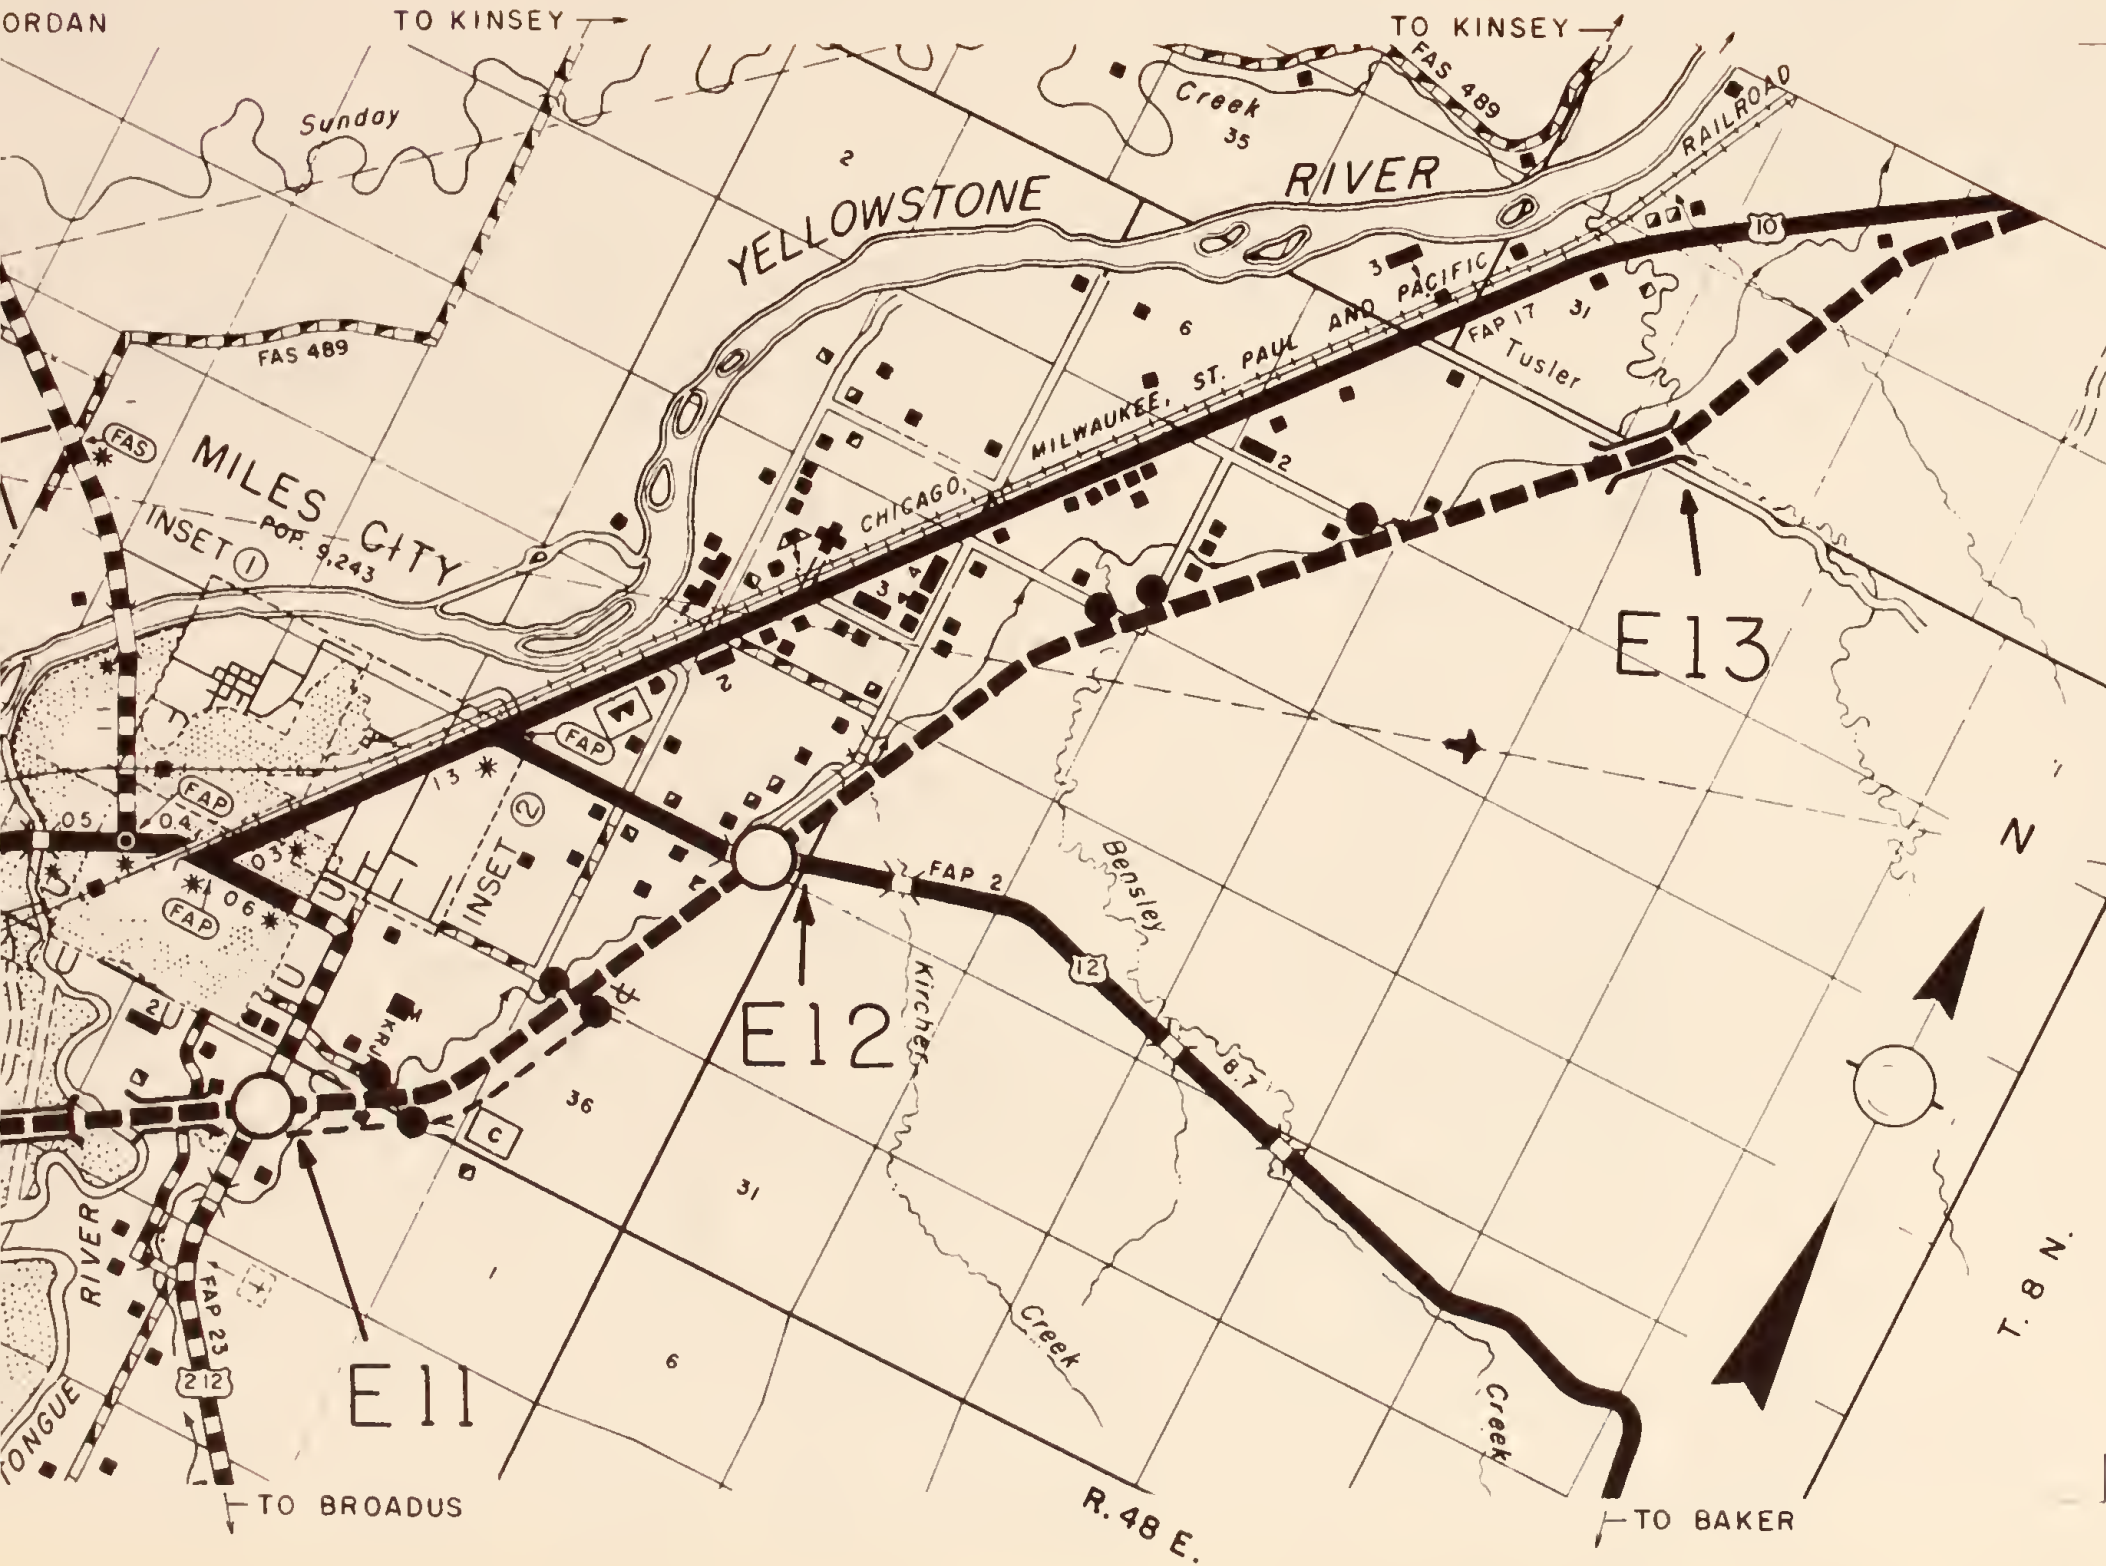 ORDAN
TO KINSEY
TO KINSEY
Sunday
Creek
35
FAS 489
RAILROAD
2
YELLOWSTONE RIVER
10
FAS 489
3
6
31
FAP 17
Tusler
CHICAGO, MILWAUKEE, ST. PAUL AND PACIFIC
FAS
MILES CITY
POP. 9,243
INSET 1
2
3
4
E13
2
FAP
13
INSET 2
FAP
05
04
03
06
FAP
FAP 2
Bensley
12
N
Kircher
E12
8.7
21
KRJM
36
C
31
RIVER
1
T. 8 N.
FAP 23
Creek
6
E11
212
TONGUE
Creek
TO BROADUS
R. 48 E.
TO BAKER